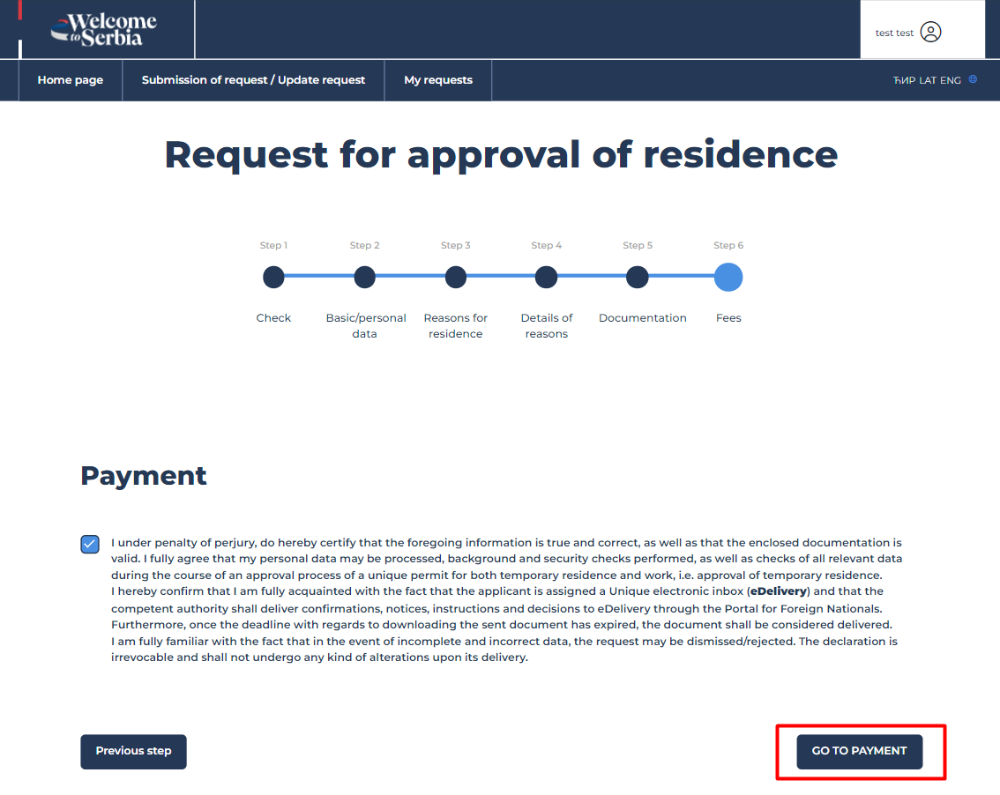 Welcome
to Serbia
test test
Home page
Submission of request / Update request
My requests
ЋИР LAT ENG
Request for approval of residence
Step 1
Step 2
Step 3
Step 4
Step 5
Step 6
Check
Basic/personal
data
Reasons for
residence
Details of
reasons
Documentation
Fees
Payment
I under penalty of perjury, do hereby certify that the foregoing information is true and correct, as well as that the enclosed documentation is
valid. I fully agree that my personal data may be processed, background and security checks performed, as well as checks of all relevant data
during the course of an approval process of a unique permit for both temporary residence and work, i.e. approval of temporary residence.
I hereby confirm that I am fully acquainted with the fact that the applicant is assigned a Unique electronic inbox (eDelivery) and that the
competent authority shall deliver confirmations, notices, instructions and decisions to eDelivery through the Portal for Foreign Nationals.
Furthermore, once the deadline with regards to downloading the sent document has expired, the document shall be considered delivered.
I am fully familiar with the fact that in the event of incomplete and incorrect data, the request may be dismissed/rejected. The declaration is
irrevocable and shall not undergo any kind of alterations upon its delivery.
Previous step
GO TO PAYMENT